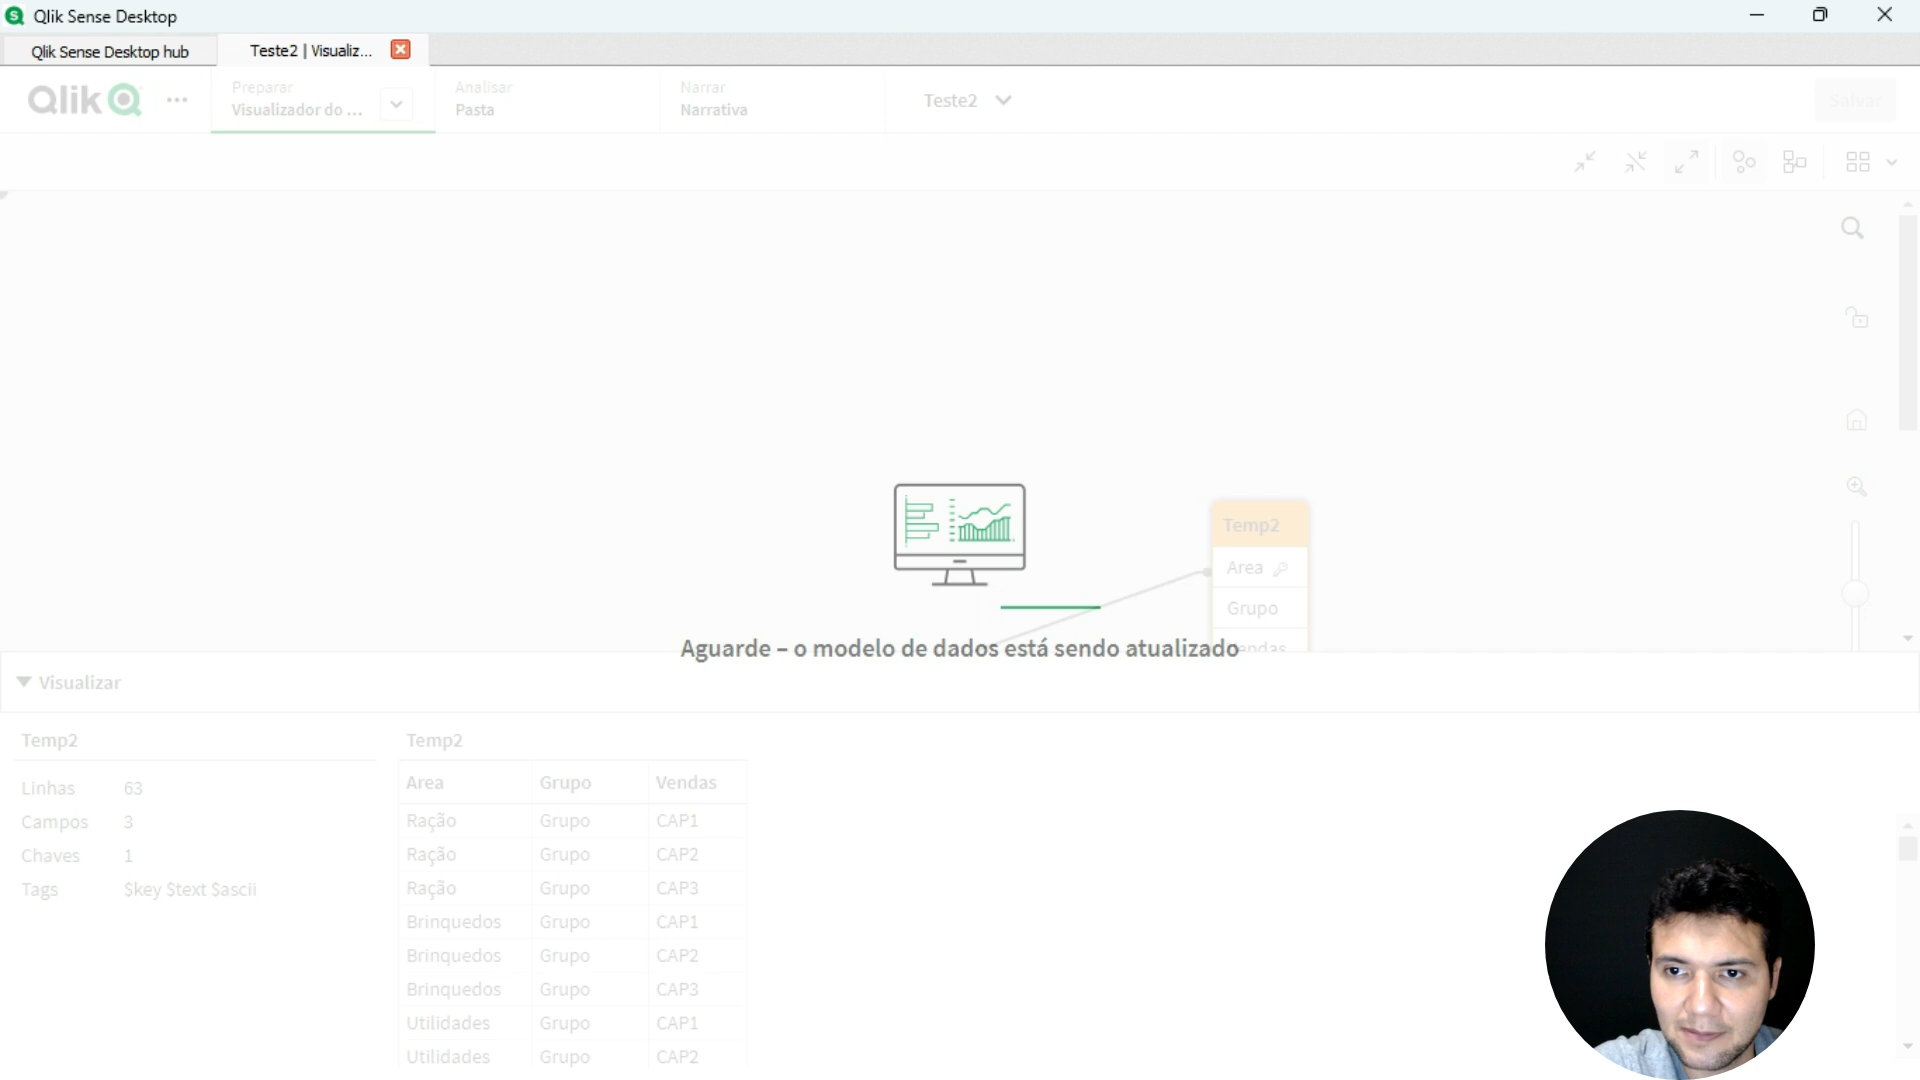 Qlik Sense Desktop
Qlik Sense Desktop hub
Teste2 | Visualiz...
Qlik
Preparar
Visualizador do ...
Analisar
Pasta
Narrar
Narrativa
Teste2
Salvar
Temp2
Area
Grupo
Vendas
Aguarde – o modelo de dados está sendo atualizado
Visualizar
Temp2
Linhas 63
Campos 3
Chaves 1
Tags $key $text $ascii
Temp2
Area Grupo Vendas
Ração Grupo CAP1
Ração Grupo CAP2
Ração Grupo CAP3
Brinquedos Grupo CAP1
Brinquedos Grupo CAP2
Brinquedos Grupo CAP3
Utilidades Grupo CAP1
Utilidades Grupo CAP2